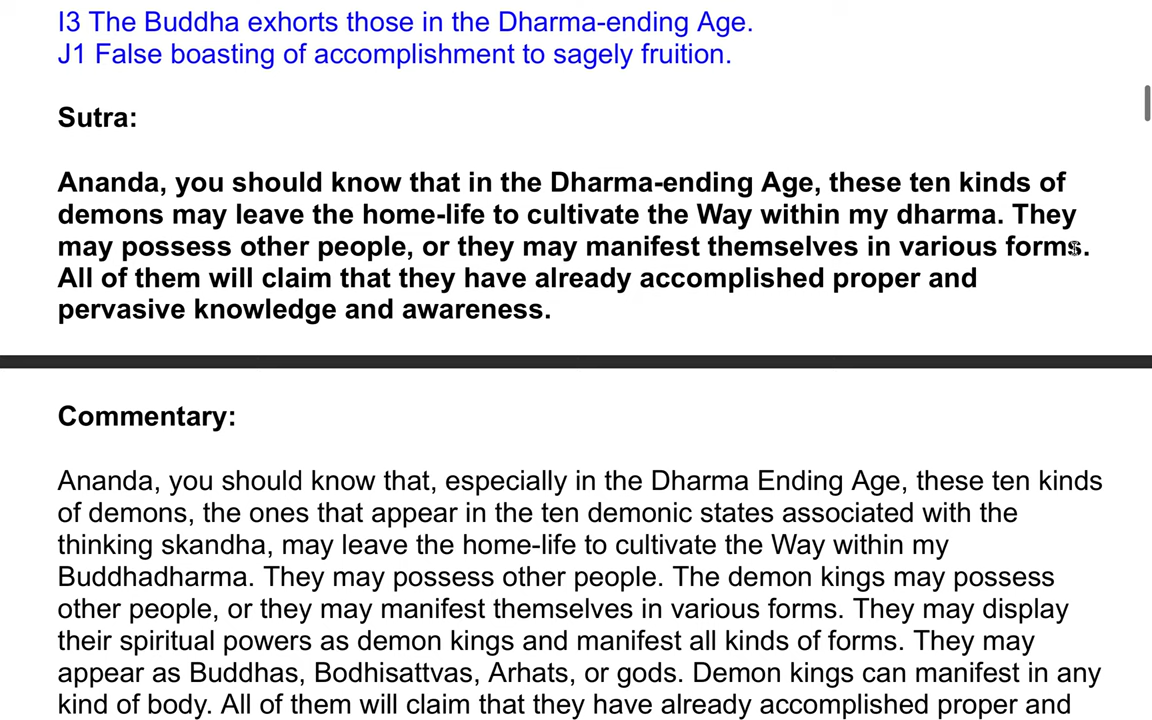 I3 The Buddha exhorts those in the Dharma-ending Age.
J1 False boasting of accomplishment to sagely fruition.
Sutra:
Ananda, you should know that in the Dharma-ending Age, these ten kinds of
demons may leave the home-life to cultivate the Way within my dharma. They
may possess other people, or they may manifest themselves in various forms.
All of them will claim that they have already accomplished proper and
pervasive knowledge and awareness.
Commentary:
Ananda, you should know that, especially in the Dharma Ending Age, these ten kinds
of demons, the ones that appear in the ten demonic states associated with the
thinking skandha, may leave the home-life to cultivate the Way within my
Buddhadharma. They may possess other people. The demon kings may possess
other people, or they may manifest themselves in various forms. They may display
their spiritual powers as demon kings and manifest all kinds of forms. They may
appear as Buddhas, Bodhisattvas, Arhats, or gods. Demon kings can manifest in any
kind of body. All of them will claim that they have already accomplished proper and